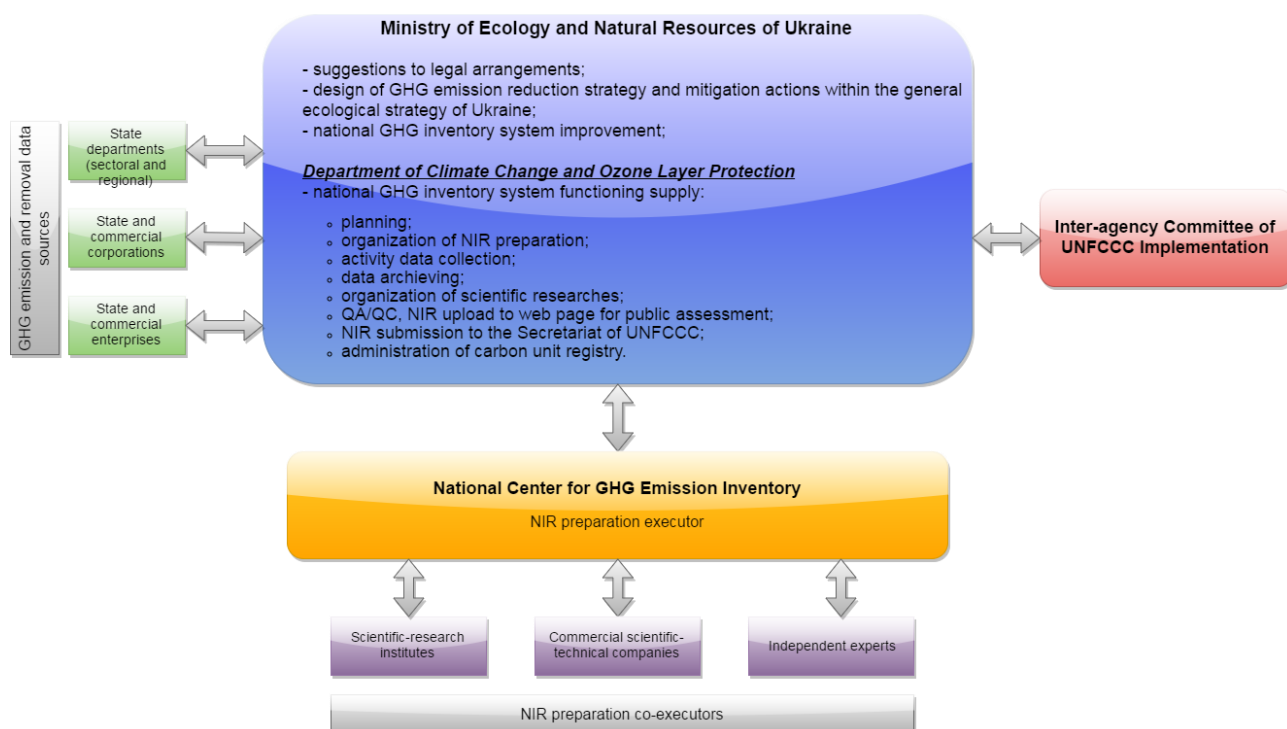 Ministry of Ecology and Natural Resources of Ukraine
- suggestions to legal arrangements;
- design of GHG emission reduction strategy and mitigation actions within the general
ecological strategy of Ukraine;
- national GHG inventory system improvement;
Department of Climate Change and Ozone Layer Protection
- national GHG inventory system functioning supply:
∘ planning;
∘ organization of NIR preparation;
∘ activity data collection;
∘ data archieving;
∘ organization of scientific researches;
∘ QA/QC, NIR upload to web page for public assessment;
∘ NIR submission to the Secretariat of UNFCCC;
∘ administration of carbon unit registry.
GHG emission and removal data
sources
State
departments
(sectoral and
regional)
State and
commercial
corporations
State and
commercial
enterprises
Inter-agency Committee of
UNFCCC Implementation
National Center for GHG Emission Inventory
NIR preparation executor
Scientific-research
institutes
Commercial scientific-
technical companies
Independent experts
NIR preparation co-executors